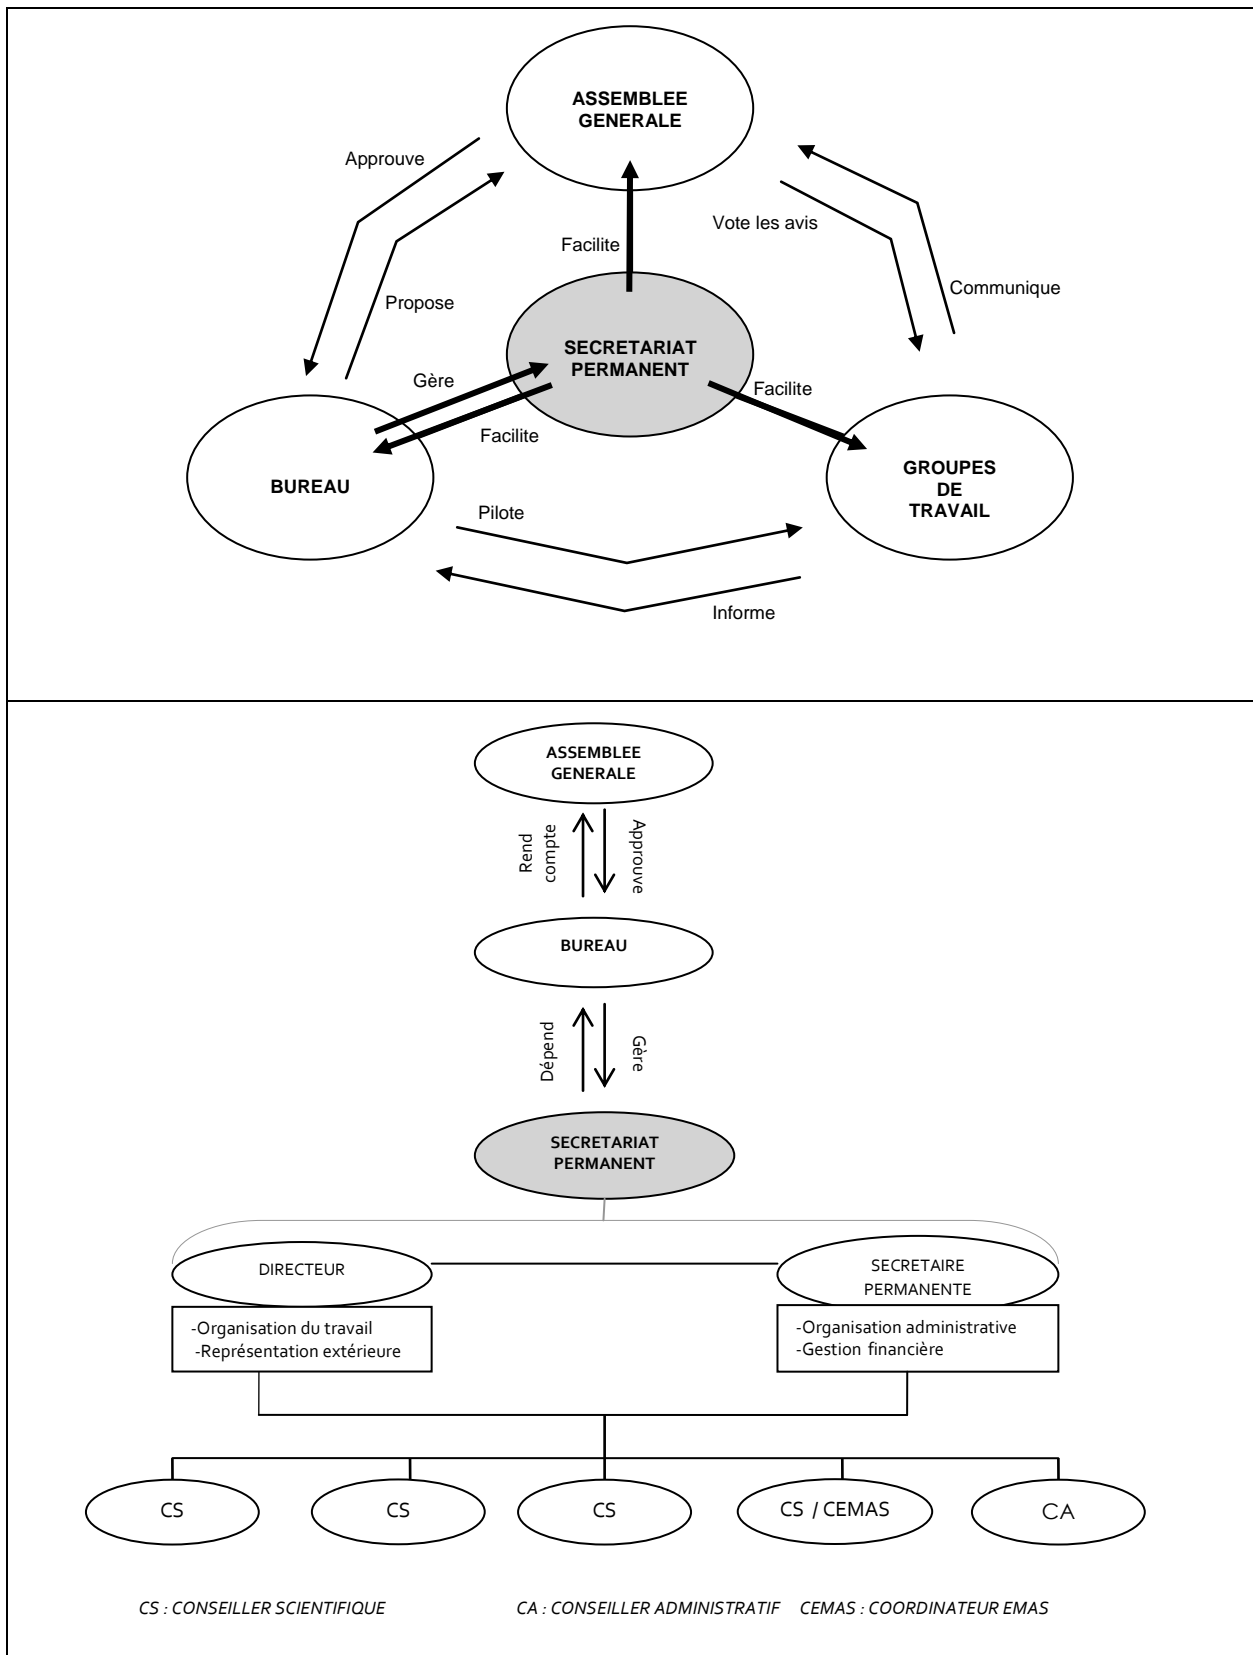 ASSEMBLEE
GENERALE
Approuve
Vote les avis
Facilite
Communique
Propose
SECRETARIAT
PERMANENT
Gère
Facilite
Facilite
BUREAU
GROUPES
DE
TRAVAIL
Pilote
Informe
ASSEMBLEE
GENERALE
Rend
compte
Approuve
BUREAU
Dépend
Gère
SECRETARIAT
PERMANENT
DIRECTEUR
SECRETAIRE
PERMANENTE
-Organisation du travail
-Représentation extérieure
-Organisation administrative
-Gestion financière
CS
CS
CS
CS / CEMAS
CA
CS : CONSEILLER SCIENTIFIQUE
CA : CONSEILLER ADMINISTRATIF
CEMAS : COORDINATEUR EMAS